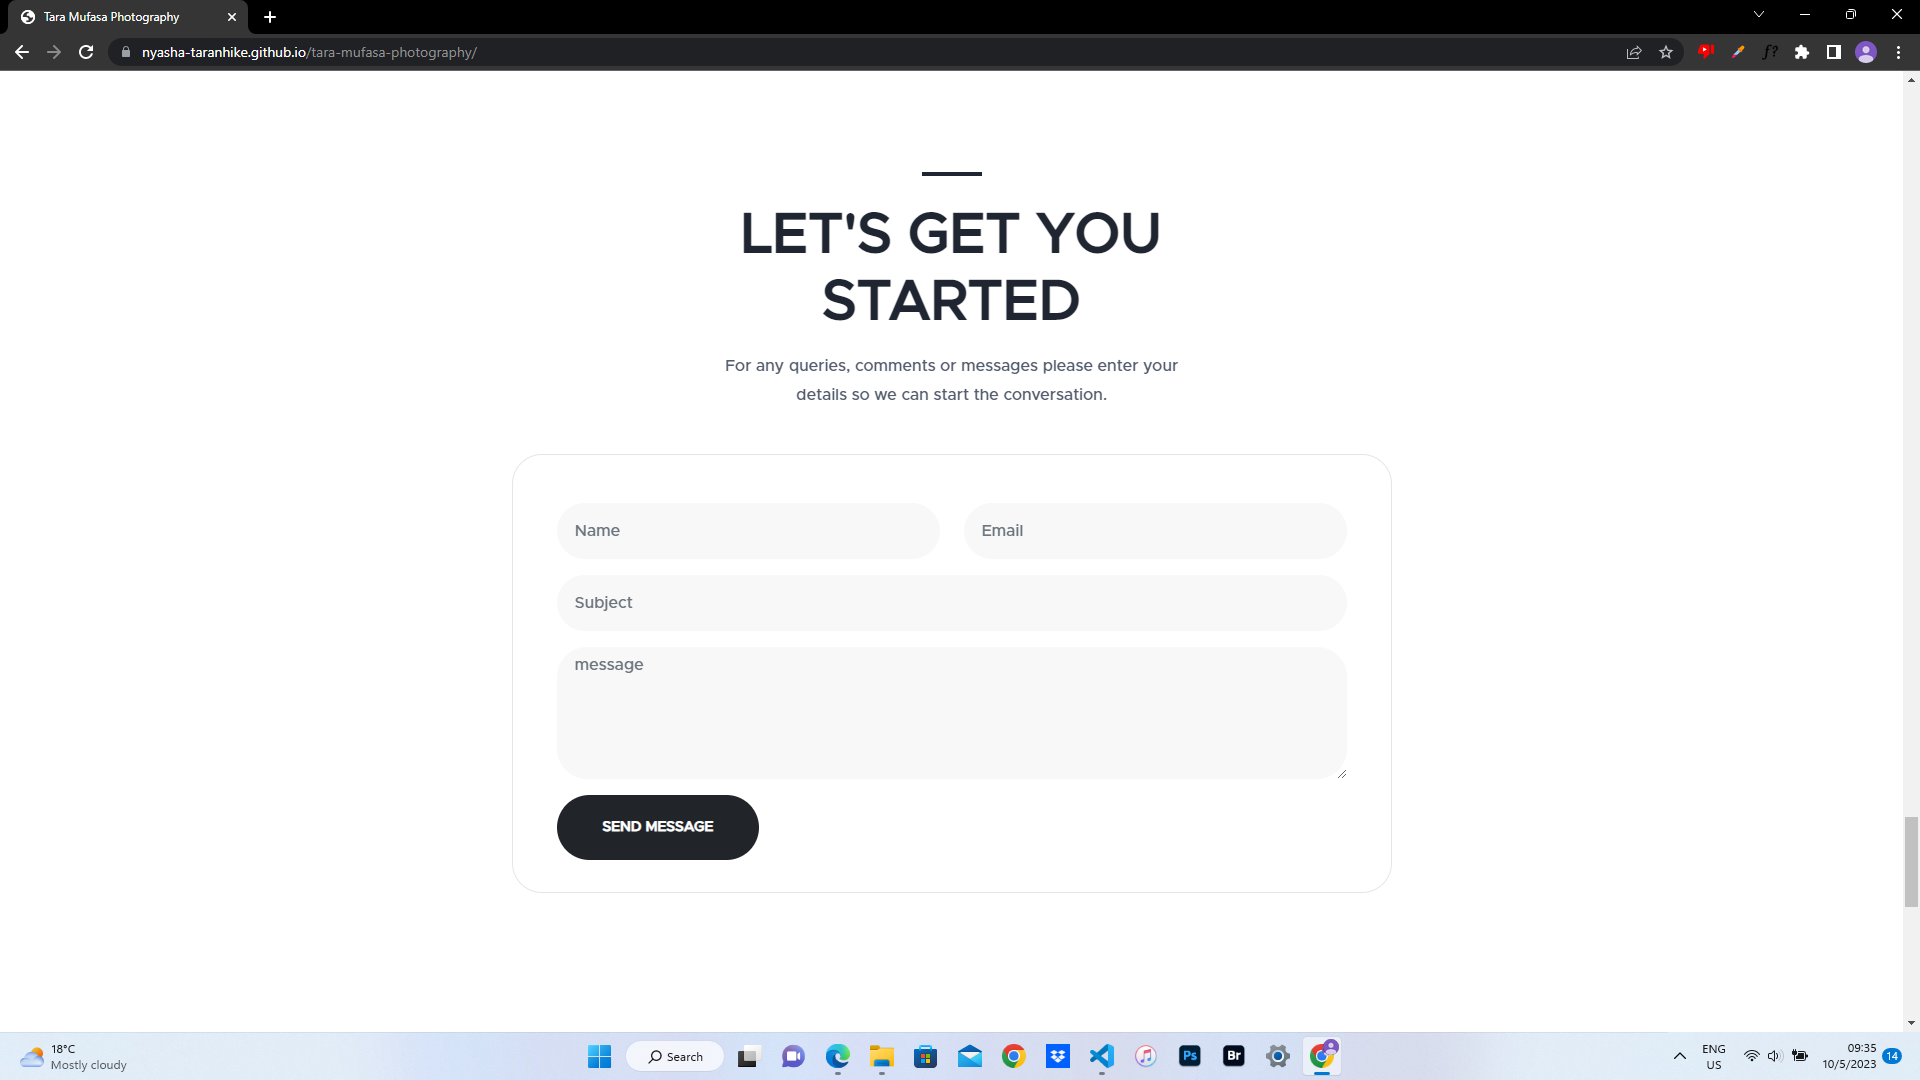 Tara Mufasa Photography
nyasha-taranhike.github.io/tara-mufasa-photography/
f?
LET'S GET YOU
STARTED
For any queries, comments or messages please enter your
details so we can start the conversation.
Name
Email
Subject
message
SEND MESSAGE
18°C
Mostly cloudy
Search
Ps
Br
ENG
US
09:35
10/5/2023
14